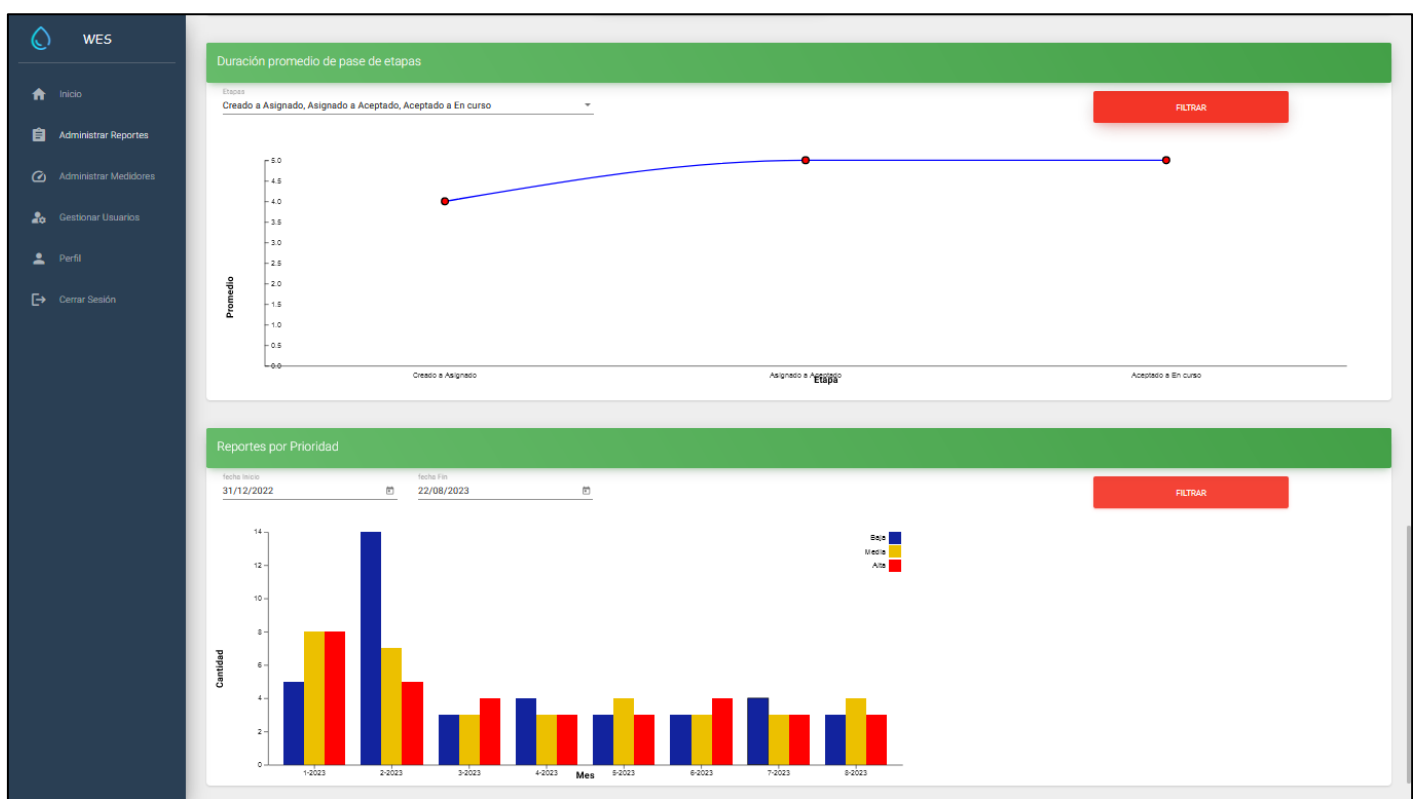 WES
Inicio
Administrar Reportes
Administrar Medidores
Gestionar Usuarios
Perfil
Cerrar Sesión
Duración promedio de pase de etapas
Etapas
Creado a Asignado, Asignado a Aceptado, Aceptado a En curso
FILTRAR
5.0
4.5
4.0
3.5
3.0
2.5
2.0
1.5
1.0
0.5
0.0
Promedio
Creado a Asignado
Asignado a Aceptado
Aceptado a En curso
Etapa
Reportes por Prioridad
fecha Inicio
31/12/2022
fecha Fin
22/08/2023
FILTRAR
Baja
Media
Alta
14
12
10
8
6
4
2
0
Cantidad
1-2023
2-2023
3-2023
4-2023
5-2023
6-2023
7-2023
8-2023
Mes